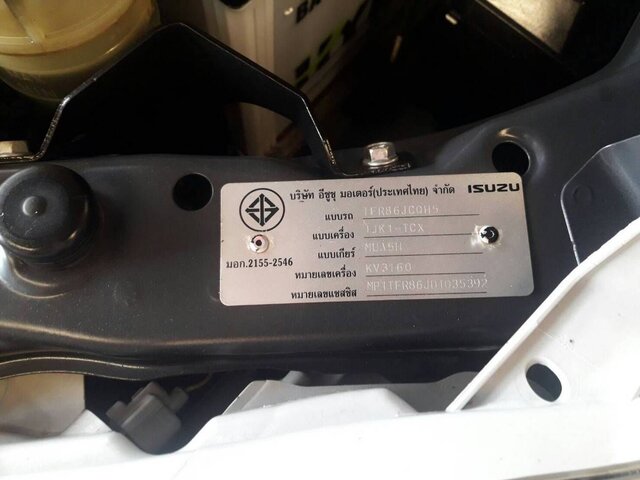 บริษัท อีซูซุ มอเตอร์(ประเทศไทย) จำกัด ISUZU
แบบรถ TFR86JCQH5
แบบเครื่อง 4JK1-TCX
แบบเกียร์ MUA5H
มอก.2155-2546
หมายเลขเครื่อง KV3160
หมายเลขแชสซิส